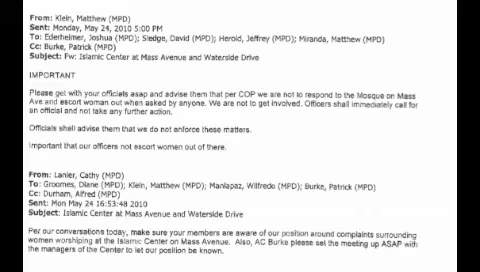 From: Klein, Matthew (MPD)
Sent: Monday, May 24, 2010 5:00 PM
To: Ederheimer, Joshua (MPD); Sledge, David (MPD); Herold, Jeffrey (MPD); Miranda, Matthew (MPD)
Cc: Burke, Patrick (MPD)
Subject: Fw: Islamic Center at Mass Avenue and Waterside Drive
IMPORTANT
Please get with your officials asap and advise them that per COP we are not to respond to the Mosque on Mass
Ave and escort woman out when asked by anyone. We are not to get involved. Officers shall immediately call for
an official and not take any further action.
Officials shall advise them that we do not enforce these matters.
Important that our officers not escort women out of there.
From: Lanier, Cathy (MPD)
To: Groomes, Diane (MPD); Klein, Matthew (MPD); Manlapaz, Wilfredo (MPD); Burke, Patrick (MPD)
Cc: Durham, Alfred (MPD)
Sent: Mon May 24 16:53:48 2010
Subject: Islamic Center at Mass Avenue and Waterside Drive
Per our conversations today, make sure your members are aware of our position around complaints surrounding
women worshiping at the Islamic Center on Mass Avenue. Also, AC Burke please set the meeting up ASAP with
the managers of the Center to let our position be known.